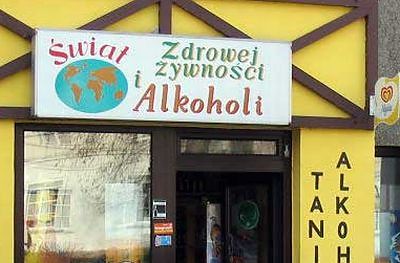 Świat Zdrowej
i żywności
Alkoholi
TANI
ALKOH